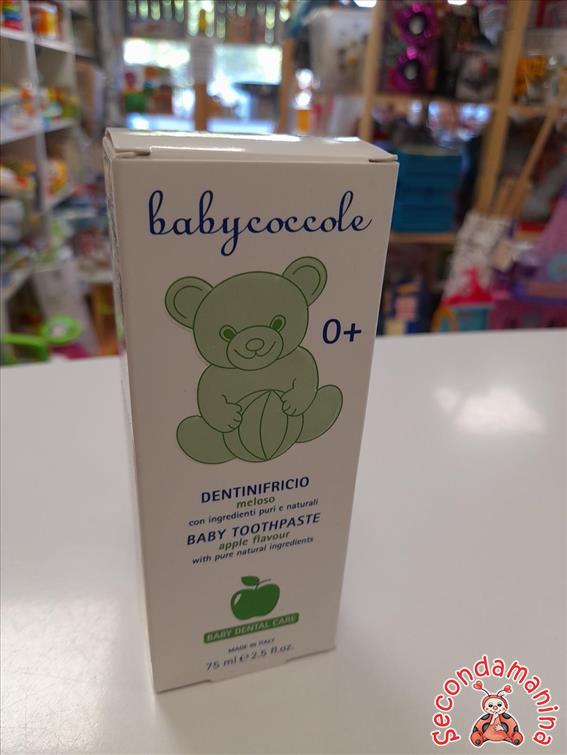 babycoccole
0+
DENTINIFRICIO
meloso
con ingredienti puri e naturali
BABY TOOTHPASTE
apple flavour
with pure natural ingredients
BABY DENTAL CARE
MADE IN ITALY
75 ml e 2.5 fl.oz.
Secondamanina